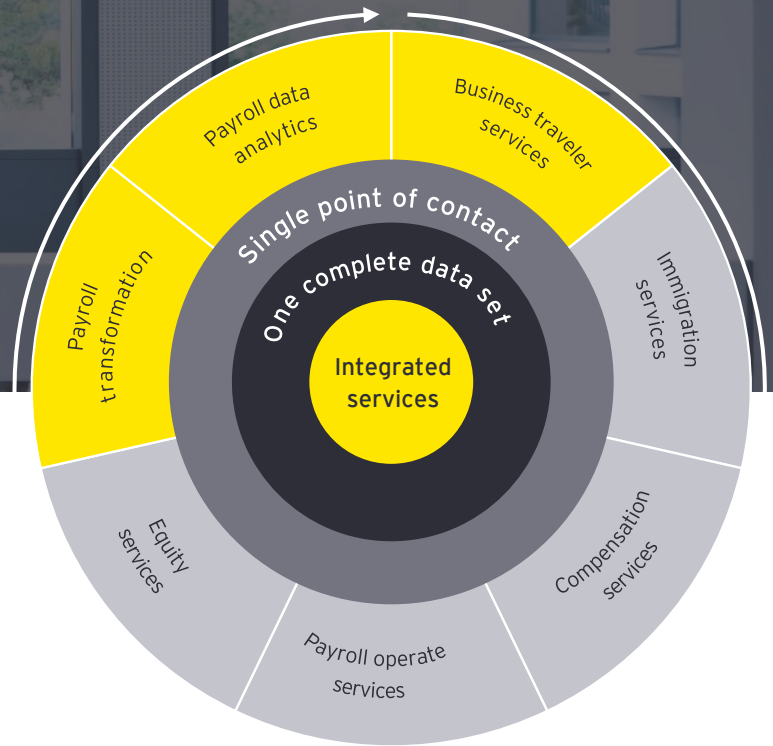 Payroll data
analytics
Business traveler
services
Immigration
services
Compensation
services
Payroll operate
services
Equity
services
Payroll
transformation
Single point of contact
One complete data set
Integrated
services